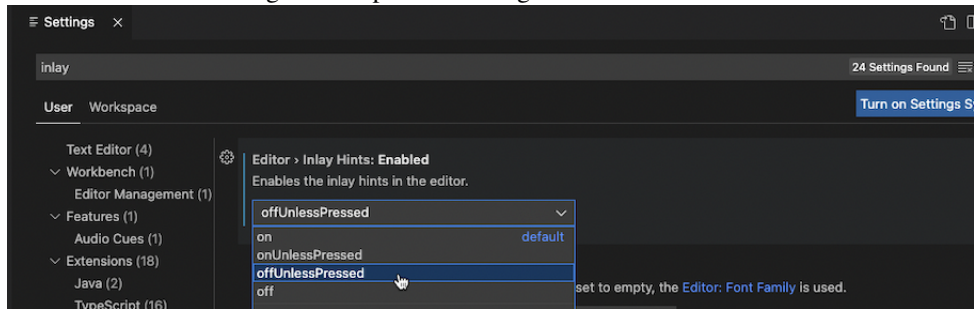 Settings
inlay
24 Settings Found
User Workspace
Turn on Settings
Text Editor (4)
Workbench (1)
Editor Management (1)
Features (1)
Audio Cues (1)
Extensions (18)
Java (2)
TypeScript (16)
Editor › Inlay Hints: Enabled
Enables the inlay hints in the editor.
offUnlessPressed
on default
onUnlessPressed
offUnlessPressed
off
set to empty, the Editor: Font Family is used.